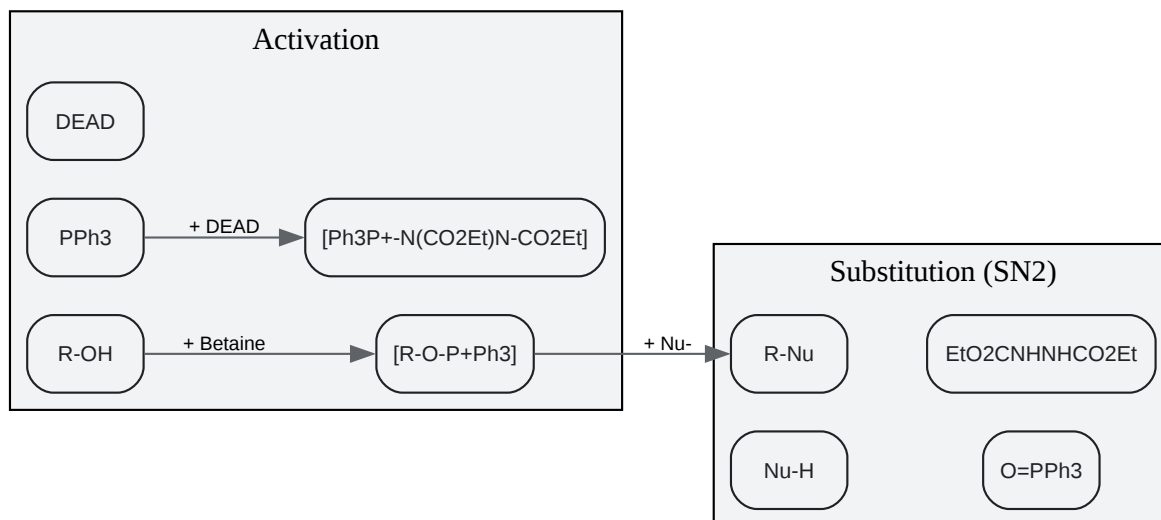 Activation
DEAD
PPh3
+ DEAD
[Ph3P+-N(CO2Et)N-CO2Et]
R-OH
+ Betaine
[R-O-P+Ph3]
+ Nu-
Substitution (SN2)
R-Nu
EtO2CNHNHCO2Et
Nu-H
O=PPh3